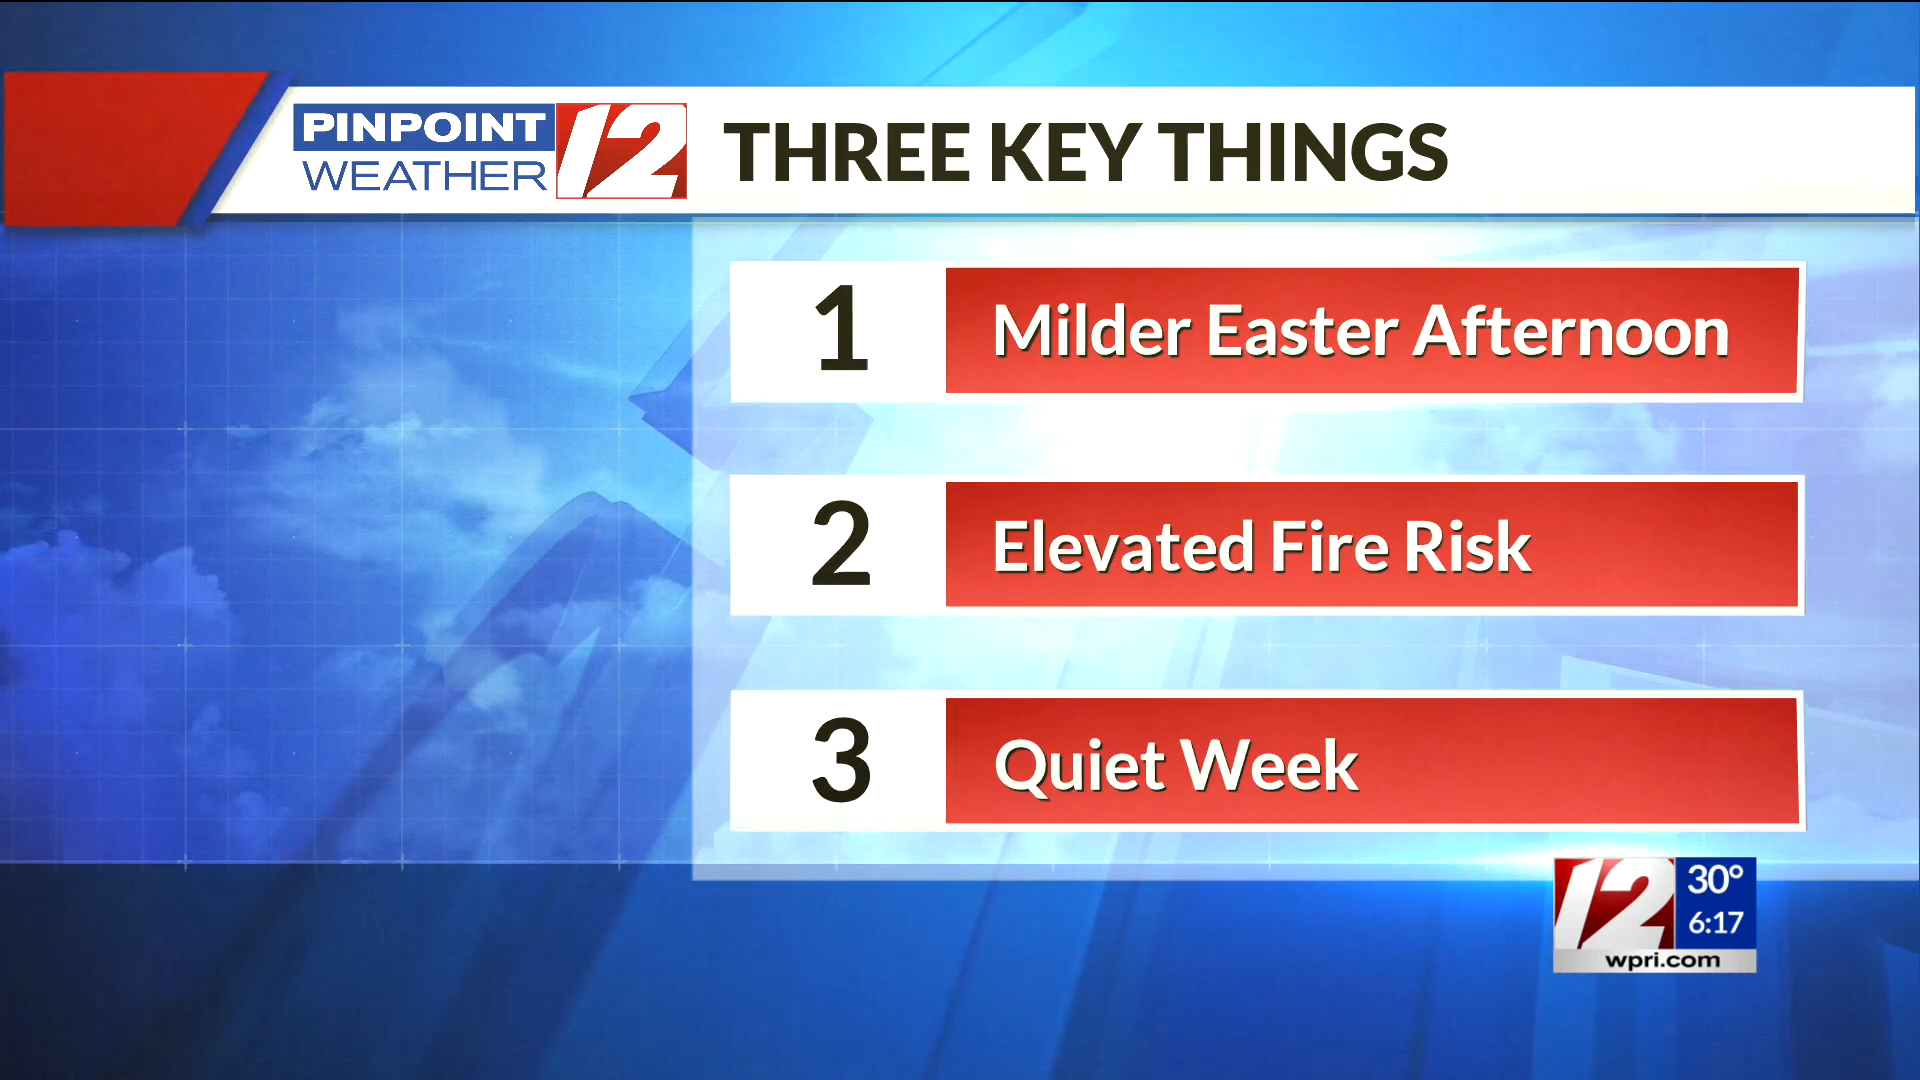 PINPOINT
WEATHER 12
THREE KEY THINGS
1 Milder Easter Afternoon
2 Elevated Fire Risk
3 Quiet Week
12 30°
6:17
wpri.com